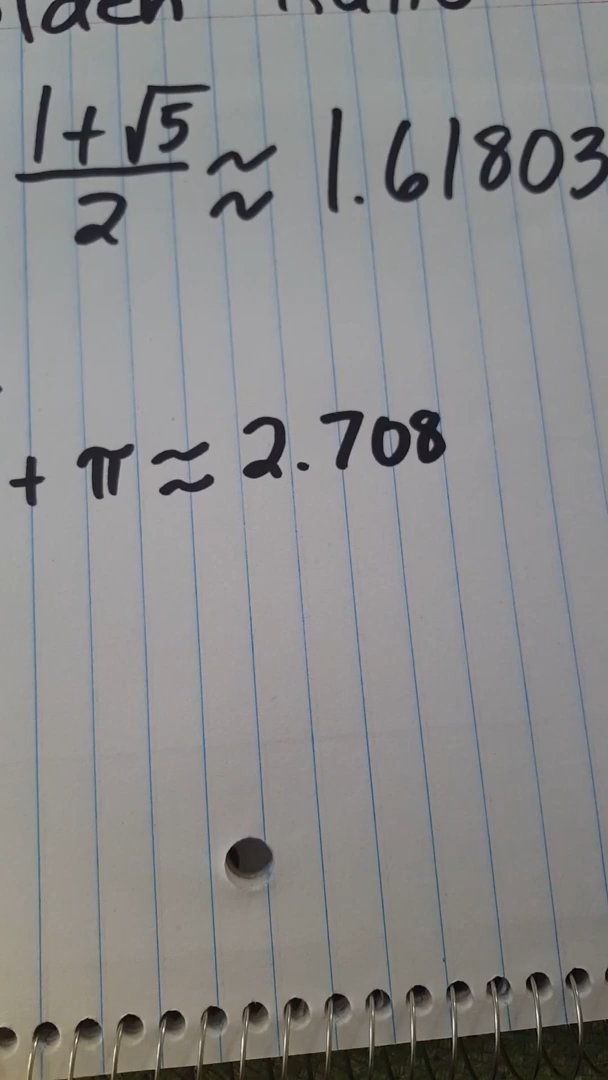 (1+√5)/2 ≈ 1.61803
+ π ≈ 2.708